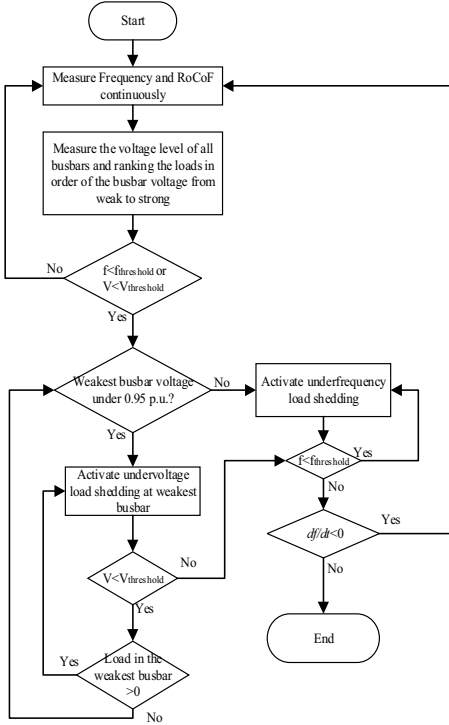 Start
Measure Frequency and RoCoF
continuously
Measure the voltage level of all
busbars and ranking the loads in
order of the busbar voltage from
weak to strong
f<fthreshold or
V<Vthreshold
No
Yes
Weakest busbar voltage
under 0.95 p.u.?
No
Yes
Activate underfrequency
load shedding
f<fthreshold
Yes
No
Activate undervoltage
load shedding at weakest
busbar
df/dt<0
Yes
No
V<Vthreshold
No
Yes
End
Load in the
weakest busbar
>0
Yes
No